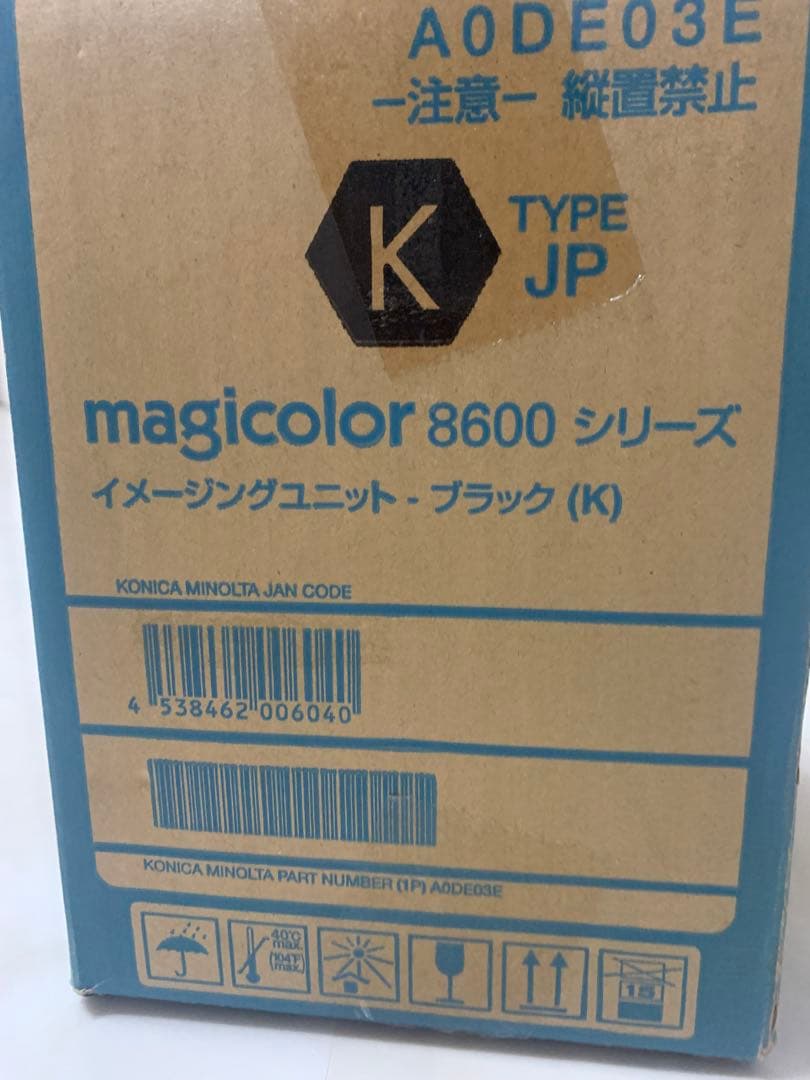 A0DE03E
−注意− 縦置禁止
K
TYPE
JP
magicolor 8600 シリーズ
イメージングユニット - ブラック (K)
KONICA MINOLTA JAN CODE
4 538462 006040
KONICA MINOLTA PART NUMBER (1P) A0DE03E
40℃
max.
(104℉)
max.
15